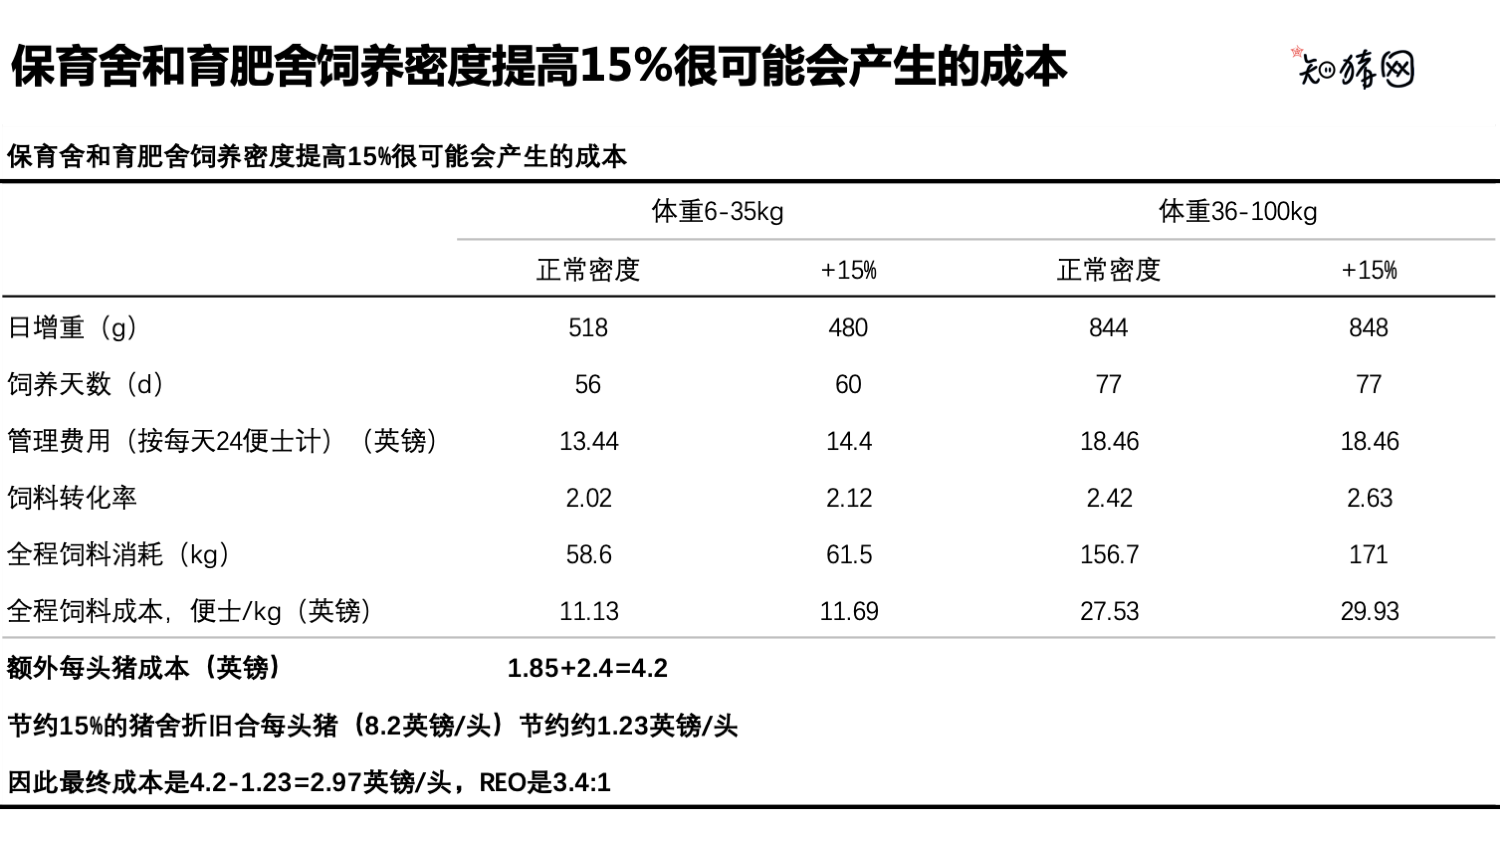 保育舍和育肥舍饲养密度提高15%很可能会产生的成本
知猪网
保育舍和育肥舍饲养密度提高15%很可能会产生的成本
体重6-35kg 体重36-100kg
正常密度 +15% 正常密度 +15%
日增重（g） 518 480 844 848
饲养天数（d） 56 60 77 77
管理费用（按每天24便士计）（英镑） 13.44 14.4 18.46 18.46
饲料转化率 2.02 2.12 2.42 2.63
全程饲料消耗（kg） 58.6 61.5 156.7 171
全程饲料成本，便士/kg（英镑） 11.13 11.69 27.53 29.93
额外每头猪成本（英镑） 1.85+2.4=4.2
节约15%的猪舍折旧合每头猪（8.2英镑/头）节约约1.23英镑/头
因此最终成本是4.2-1.23=2.97英镑/头，REO是3.4:1